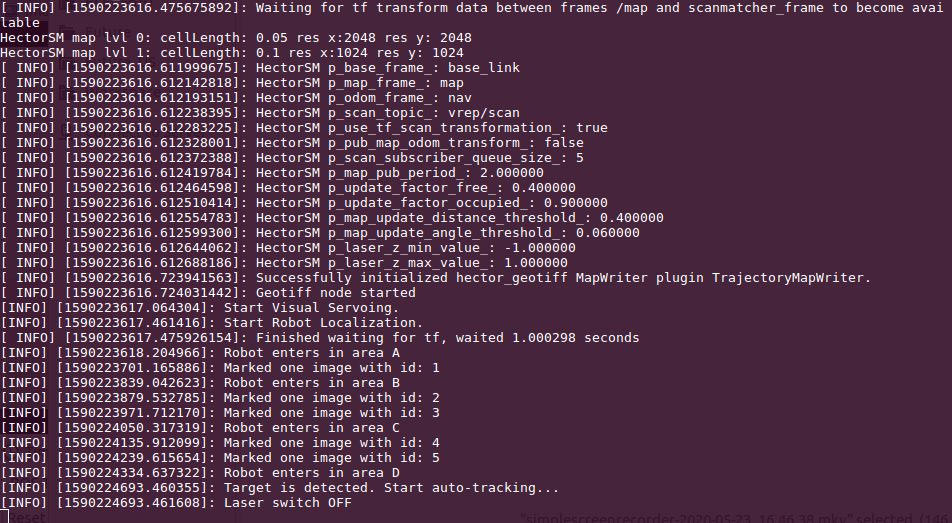 [ INFO] [1590223616.475675892]: Waiting for tf transform data between frames /map and scanmatcher_frame to become avai
lable
HectorSM map lvl 0: cellLength: 0.05 res x:2048 res y: 2048
HectorSM map lvl 1: cellLength: 0.1 res x:1024 res y: 1024
[ INFO] [1590223616.611999675]: HectorSM p_base_frame_: base_link
[ INFO] [1590223616.612142818]: HectorSM p_map_frame_: map
[ INFO] [1590223616.612193151]: HectorSM p_odom_frame_: nav
[ INFO] [1590223616.612238395]: HectorSM p_scan_topic_: vrep/scan
[ INFO] [1590223616.612283225]: HectorSM p_use_tf_scan_transformation_: true
[ INFO] [1590223616.612328001]: HectorSM p_pub_map_odom_transform_: false
[ INFO] [1590223616.612372388]: HectorSM p_scan_subscriber_queue_size_: 5
[ INFO] [1590223616.612419784]: HectorSM p_map_pub_period_: 2.000000
[ INFO] [1590223616.612464598]: HectorSM p_update_factor_free_: 0.400000
[ INFO] [1590223616.612510414]: HectorSM p_update_factor_occupied_: 0.900000
[ INFO] [1590223616.612554783]: HectorSM p_map_update_distance_threshold_: 0.400000
[ INFO] [1590223616.612599300]: HectorSM p_map_update_angle_threshold_: 0.060000
[ INFO] [1590223616.612644062]: HectorSM p_laser_z_min_value_: -1.000000
[ INFO] [1590223616.612688186]: HectorSM p_laser_z_max_value_: 1.000000
[ INFO] [1590223616.723941563]: Successfully initialized hector_geotiff MapWriter plugin TrajectoryMapWriter.
[ INFO] [1590223616.724031442]: Geotiff node started
[INFO] [1590223617.064304]: Start Visual Servoing.
[INFO] [1590223617.461416]: Start Robot Localization.
[ INFO] [1590223617.475926154]: Finished waiting for tf, waited 1.000298 seconds
[INFO] [1590223618.204966]: Robot enters in area A
[INFO] [1590223701.165886]: Marked one image with id: 1
[INFO] [1590223839.042623]: Robot enters in area B
[INFO] [1590223879.532785]: Marked one image with id: 2
[INFO] [1590223971.712170]: Marked one image with id: 3
[INFO] [1590224050.317319]: Robot enters in area C
[INFO] [1590224135.912099]: Marked one image with id: 4
[INFO] [1590224239.615654]: Marked one image with id: 5
[INFO] [1590224334.637322]: Robot enters in area D
[INFO] [1590224693.460355]: Target is detected. Start auto-tracking...
[INFO] [1590224693.461608]: Laser switch OFF
Reset "simplescreenrecorder-2020-05-23_16.46.38.mkv" selected (146